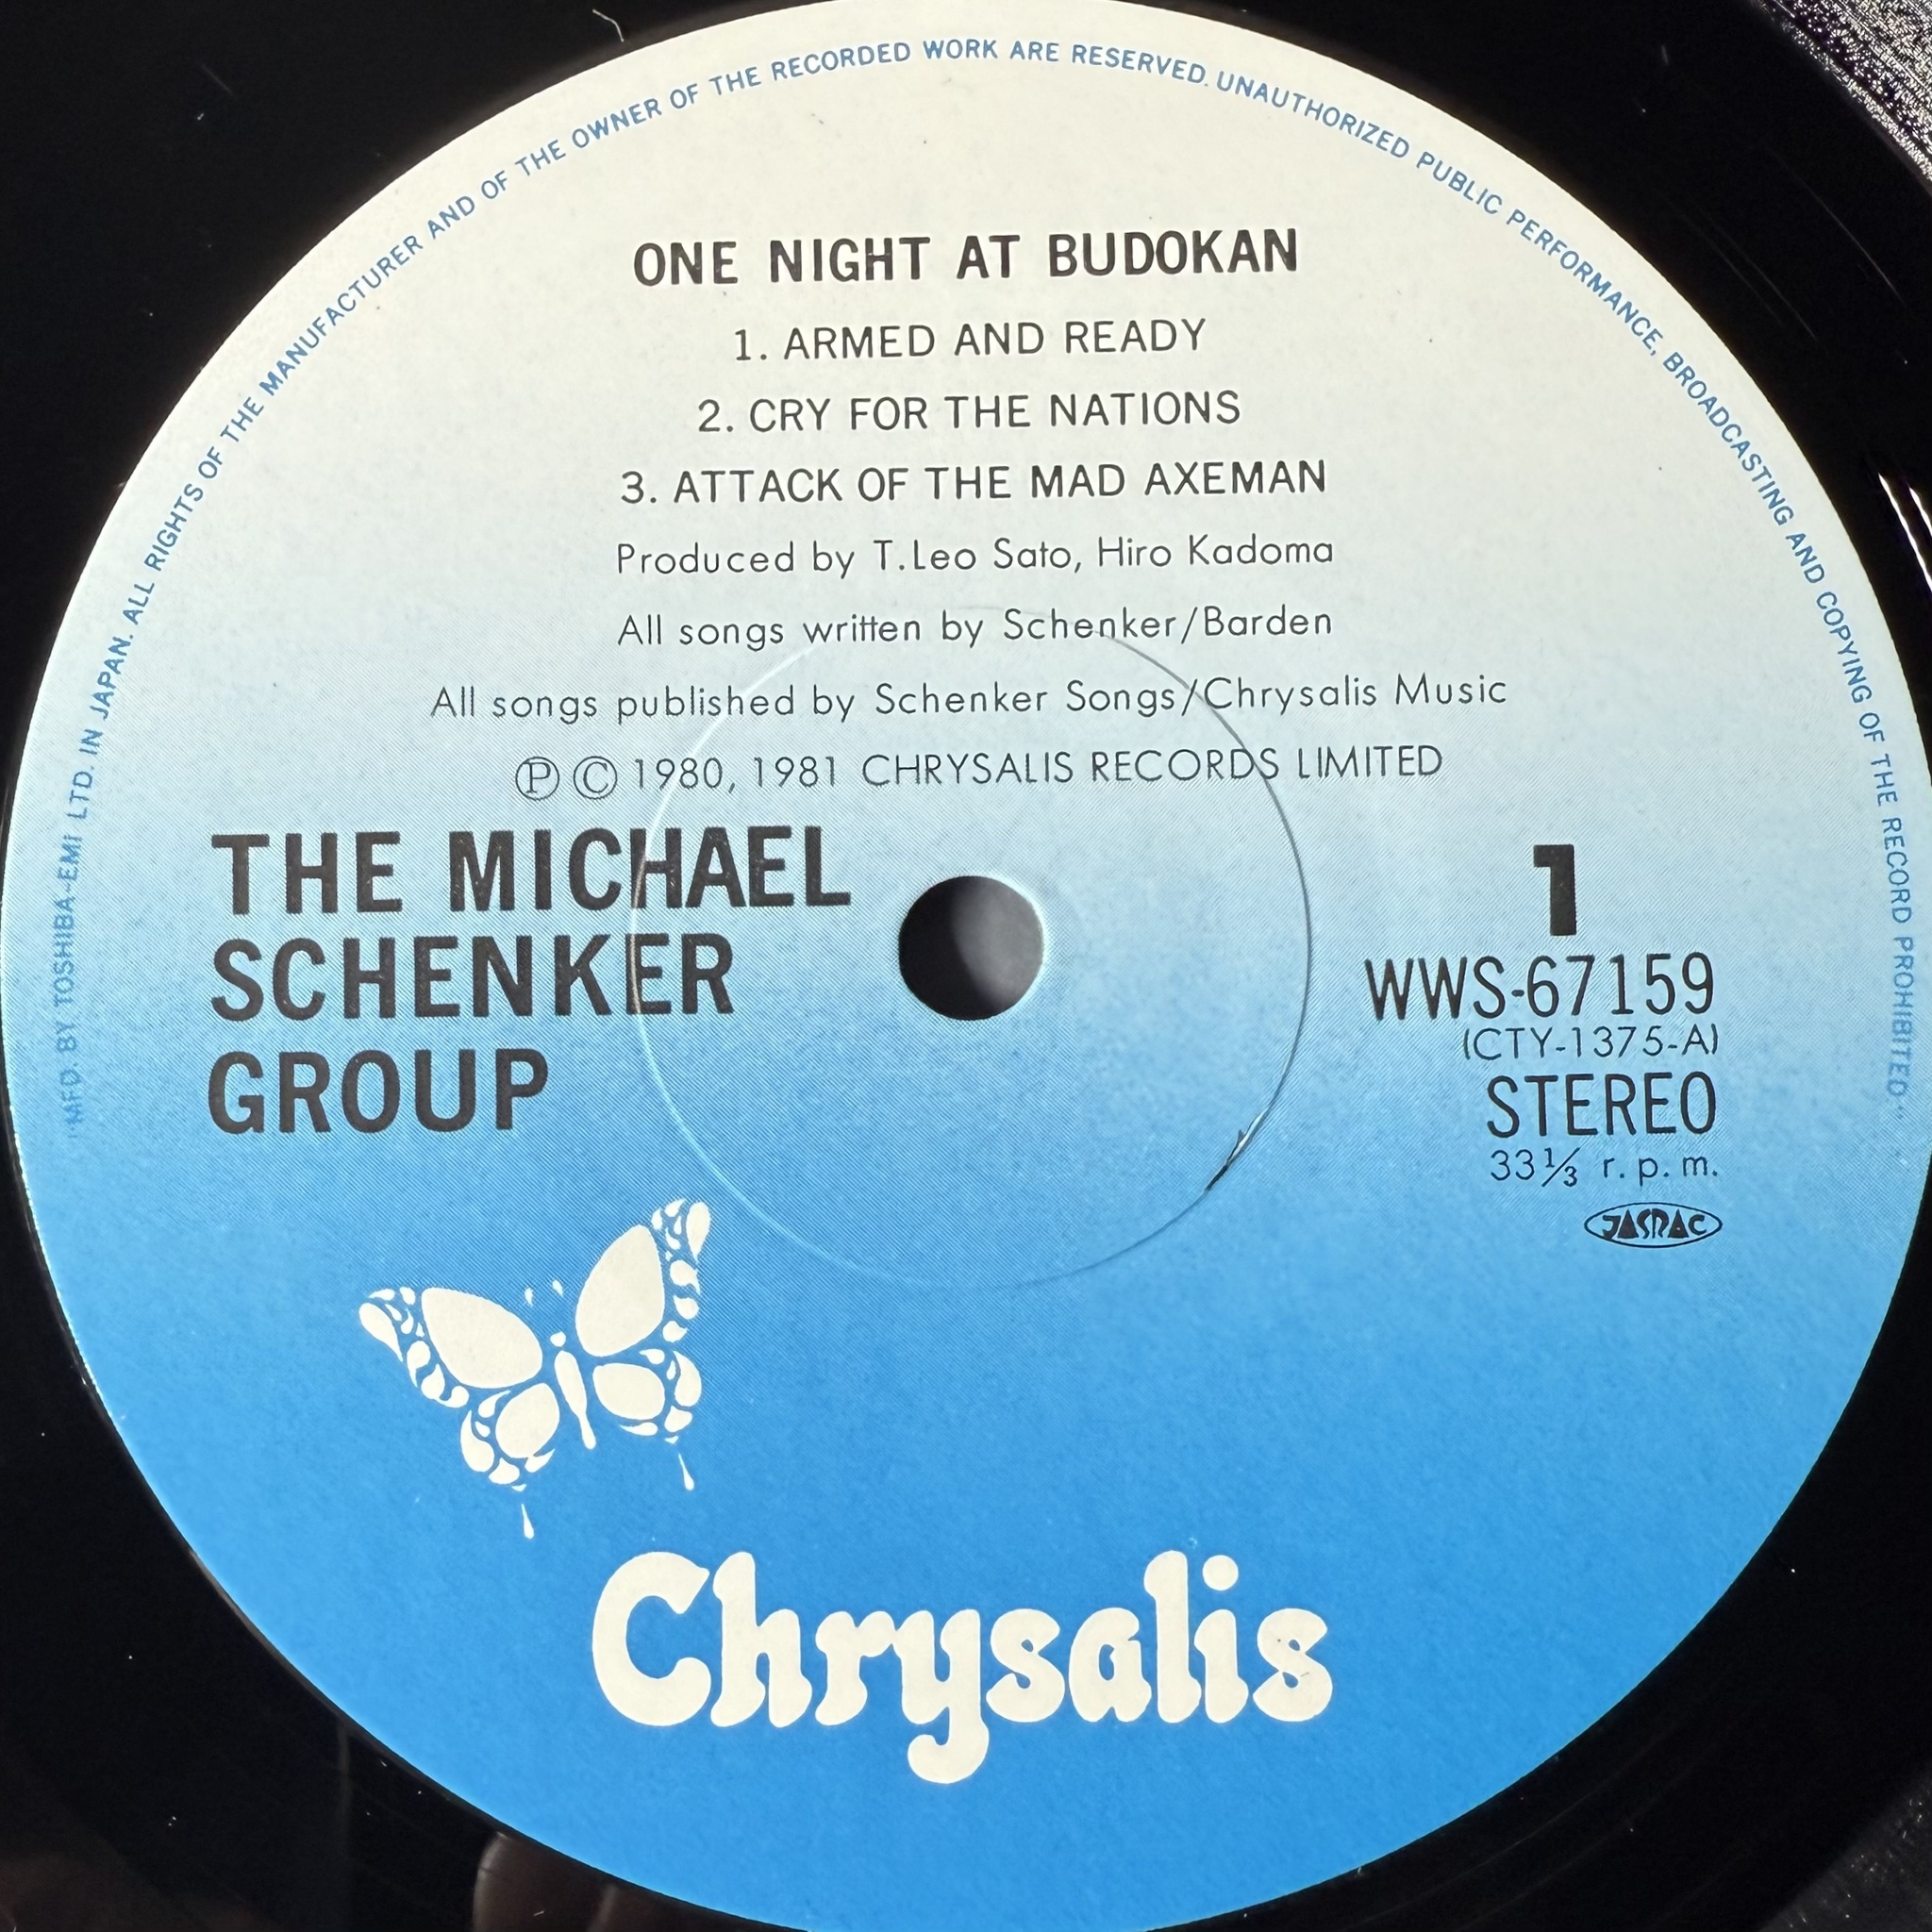 "MFD. BY TOSHIBA-EMI LTD. IN JAPAN. ALL RIGHTS OF THE MANUFACTURER AND OF THE OWNER OF THE RECORDED WORK ARE RESERVED. UNAUTHORIZED PUBLIC PERFORMANCE, BROADCASTING AND COPYING OF THE RECORD PROHIBITED"
ONE NIGHT AT BUDOKAN
1. ARMED AND READY
2. CRY FOR THE NATIONS
3. ATTACK OF THE MAD AXEMAN
Produced by T.Leo Sato, Hiro Kadoma
All songs written by Schenker/Barden
All songs published by Schenker Songs/Chrysalis Music
Ⓟ Ⓒ 1980, 1981 CHRYSALIS RECORDS LIMITED
THE MICHAEL
SCHENKER
GROUP
1
WWS-67159
(CTY-1375-A)
STEREO
33⅓ r.p.m.
JASRAC
Chrysalis